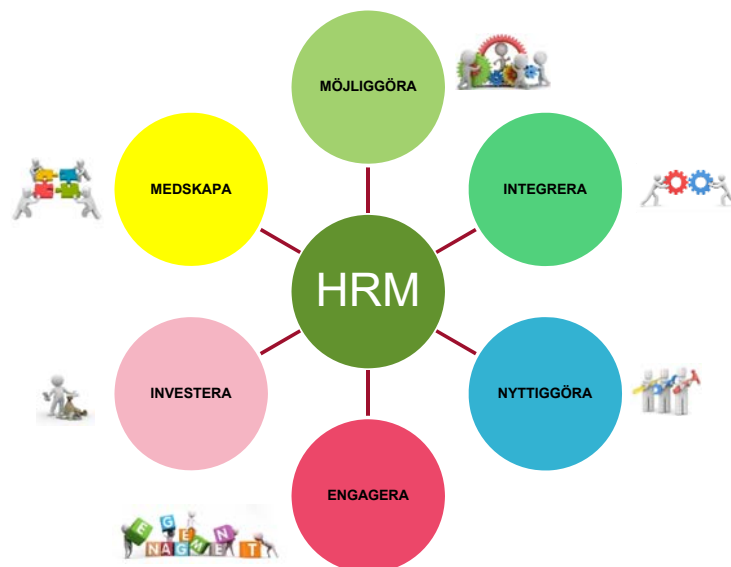 MÖJLIGGÖRA
MEDSKAPA
INTEGRERA
HRM
INVESTERA
NYTTIGGÖRA
ENGAGERA
E G E N
N A G M E T